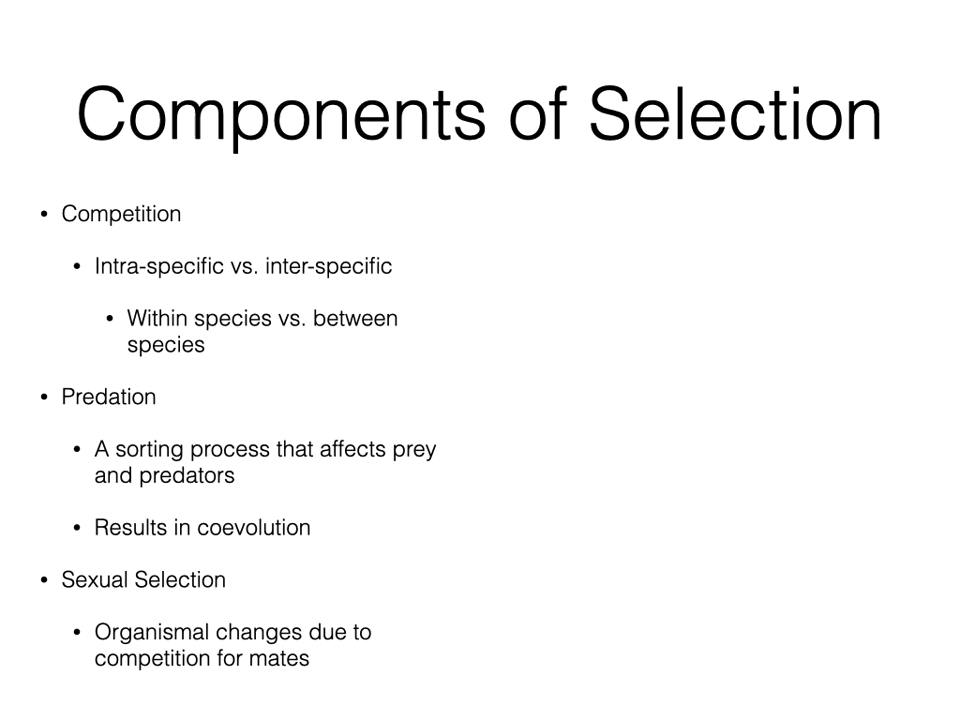 Components of Selection
• Competition
• Intra-specific vs. inter-specific
• Within species vs. between
species
• Predation
• A sorting process that affects prey
and predators
• Results in coevolution
• Sexual Selection
• Organismal changes due to
competition for mates